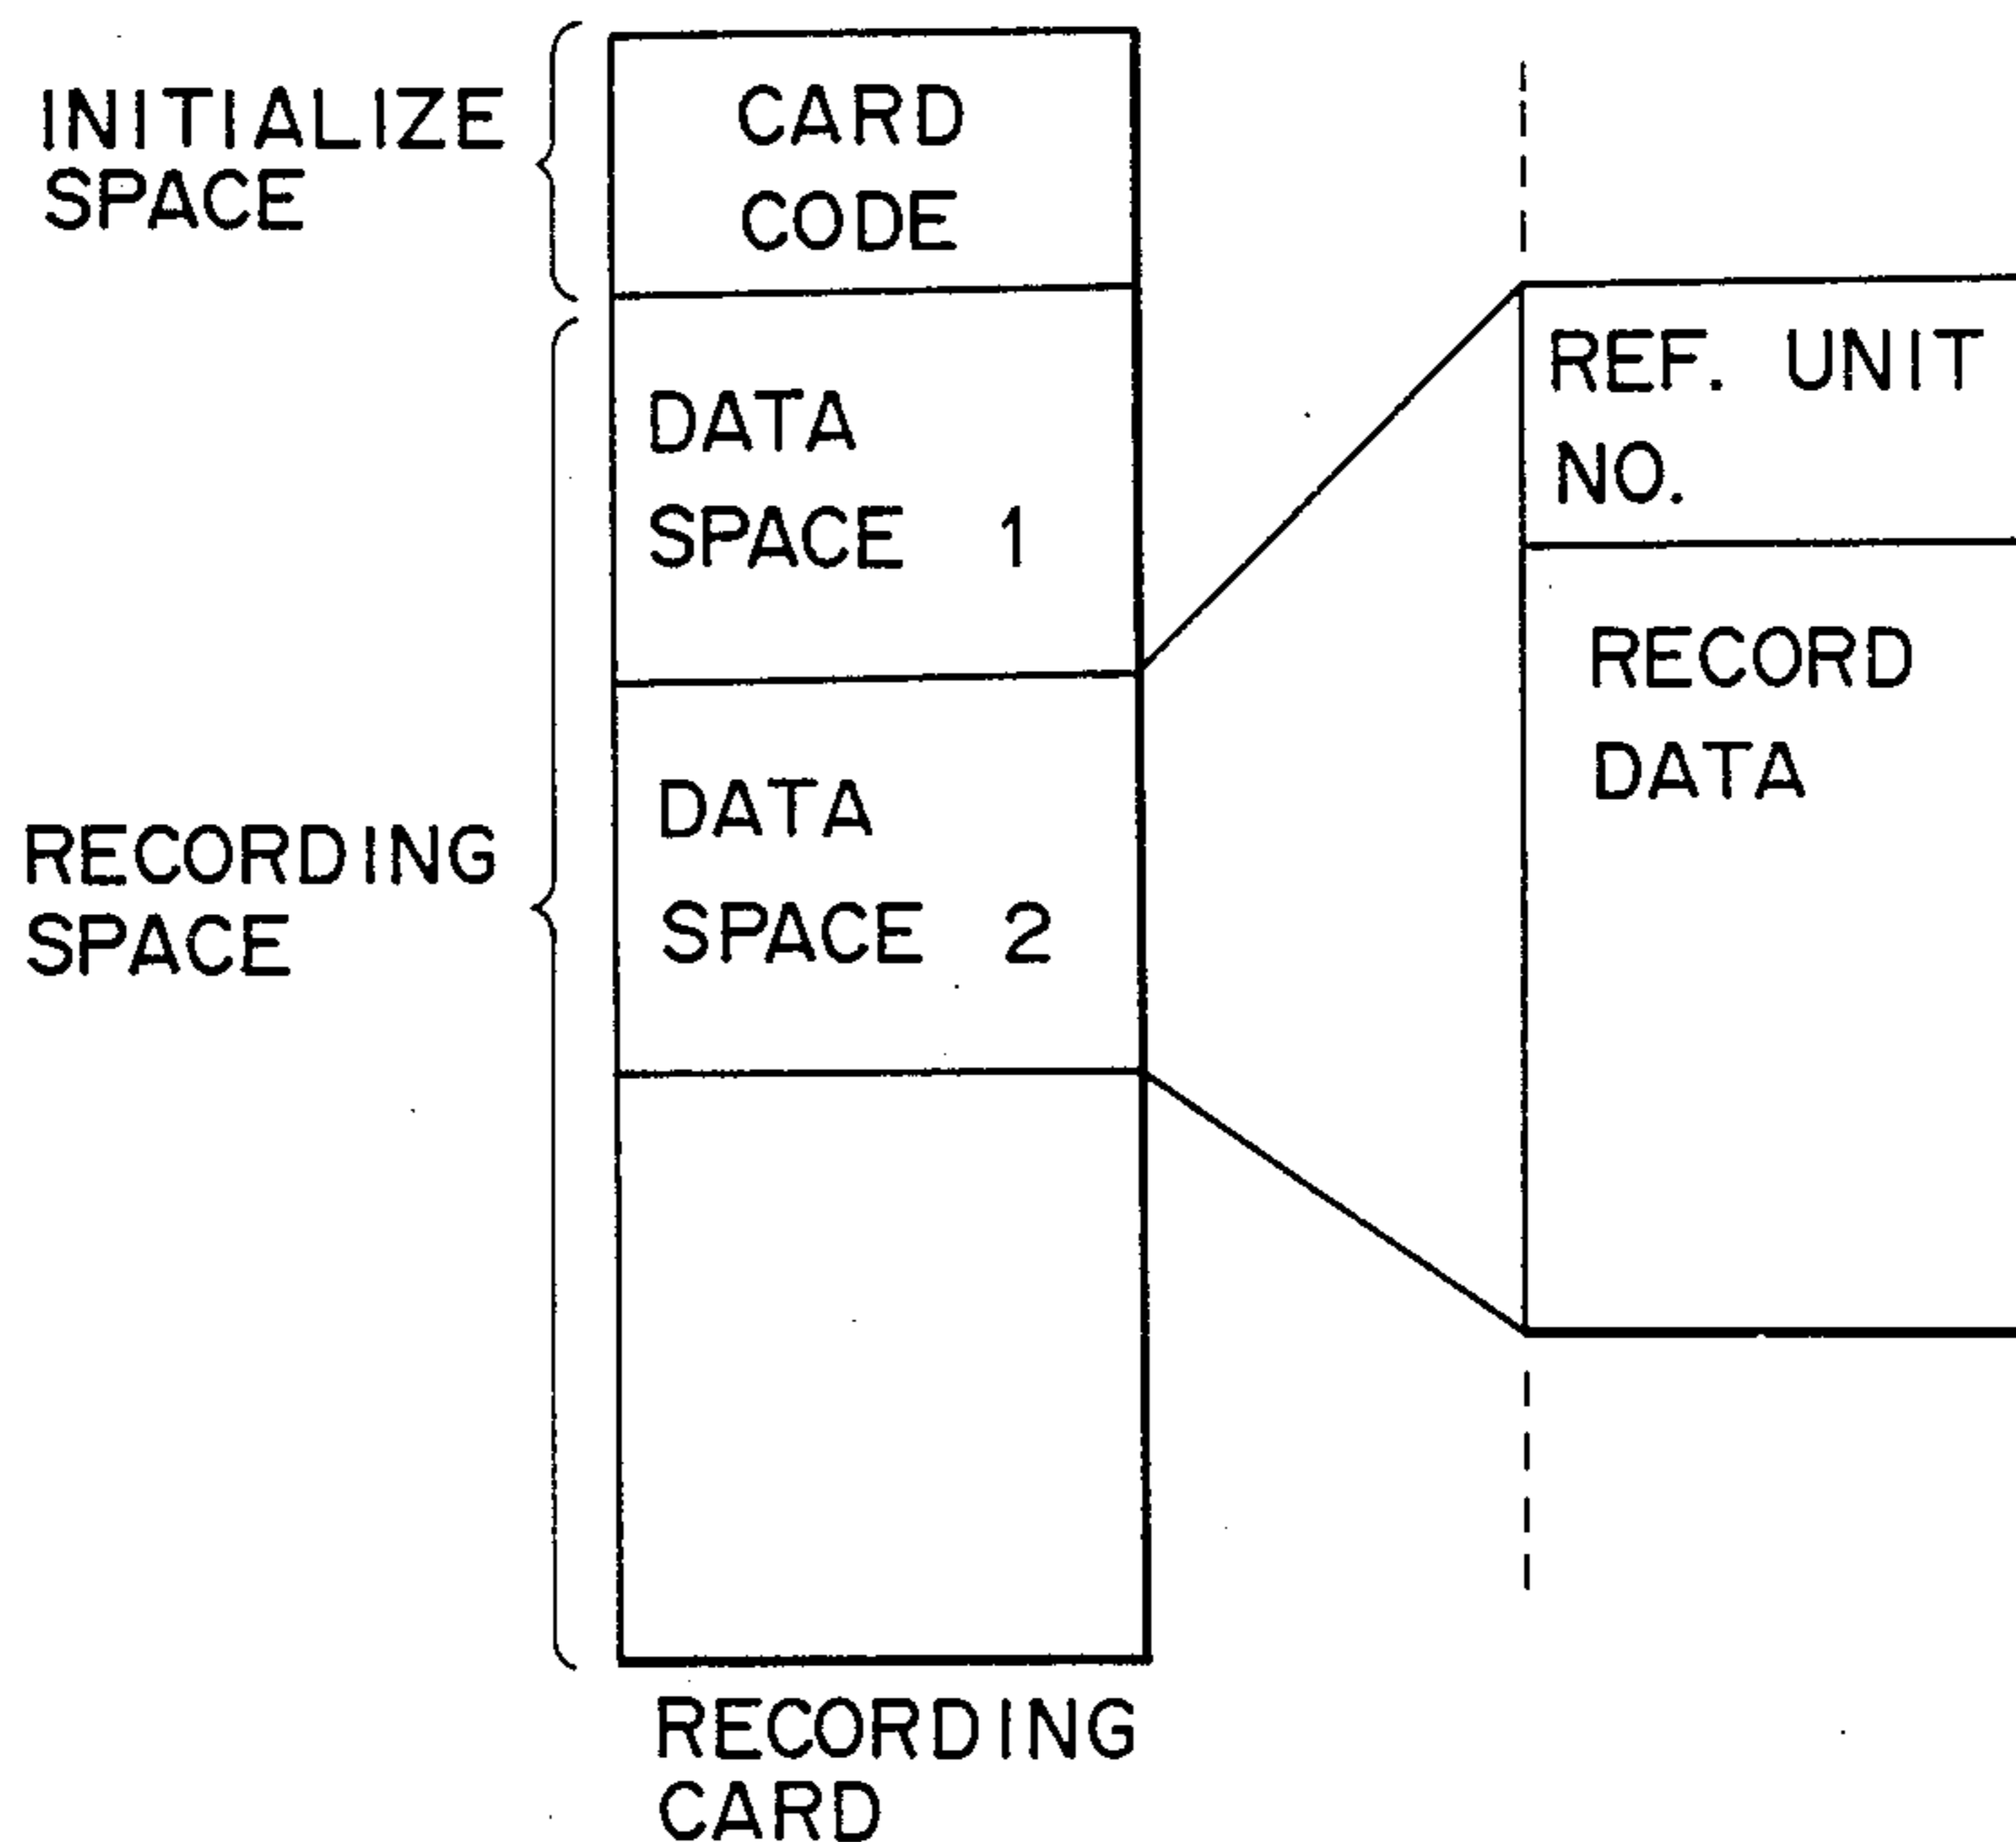 INITIALIZE
SPACE
CARD
CODE
DATA
SPACE 1
DATA
SPACE 2
RECORDING
SPACE
REF. UNIT
NO.
RECORD
DATA
RECORDING
CARD